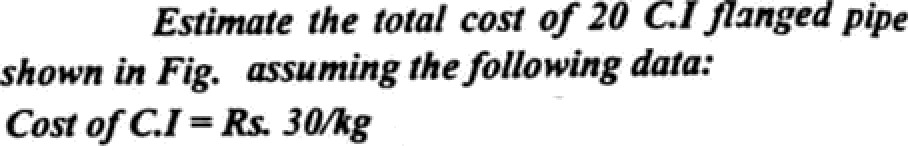 Estimate the total cost of 20 C.I flanged pipe
shown in Fig. assuming the following data:
Cost of C.I = Rs. 30/kg